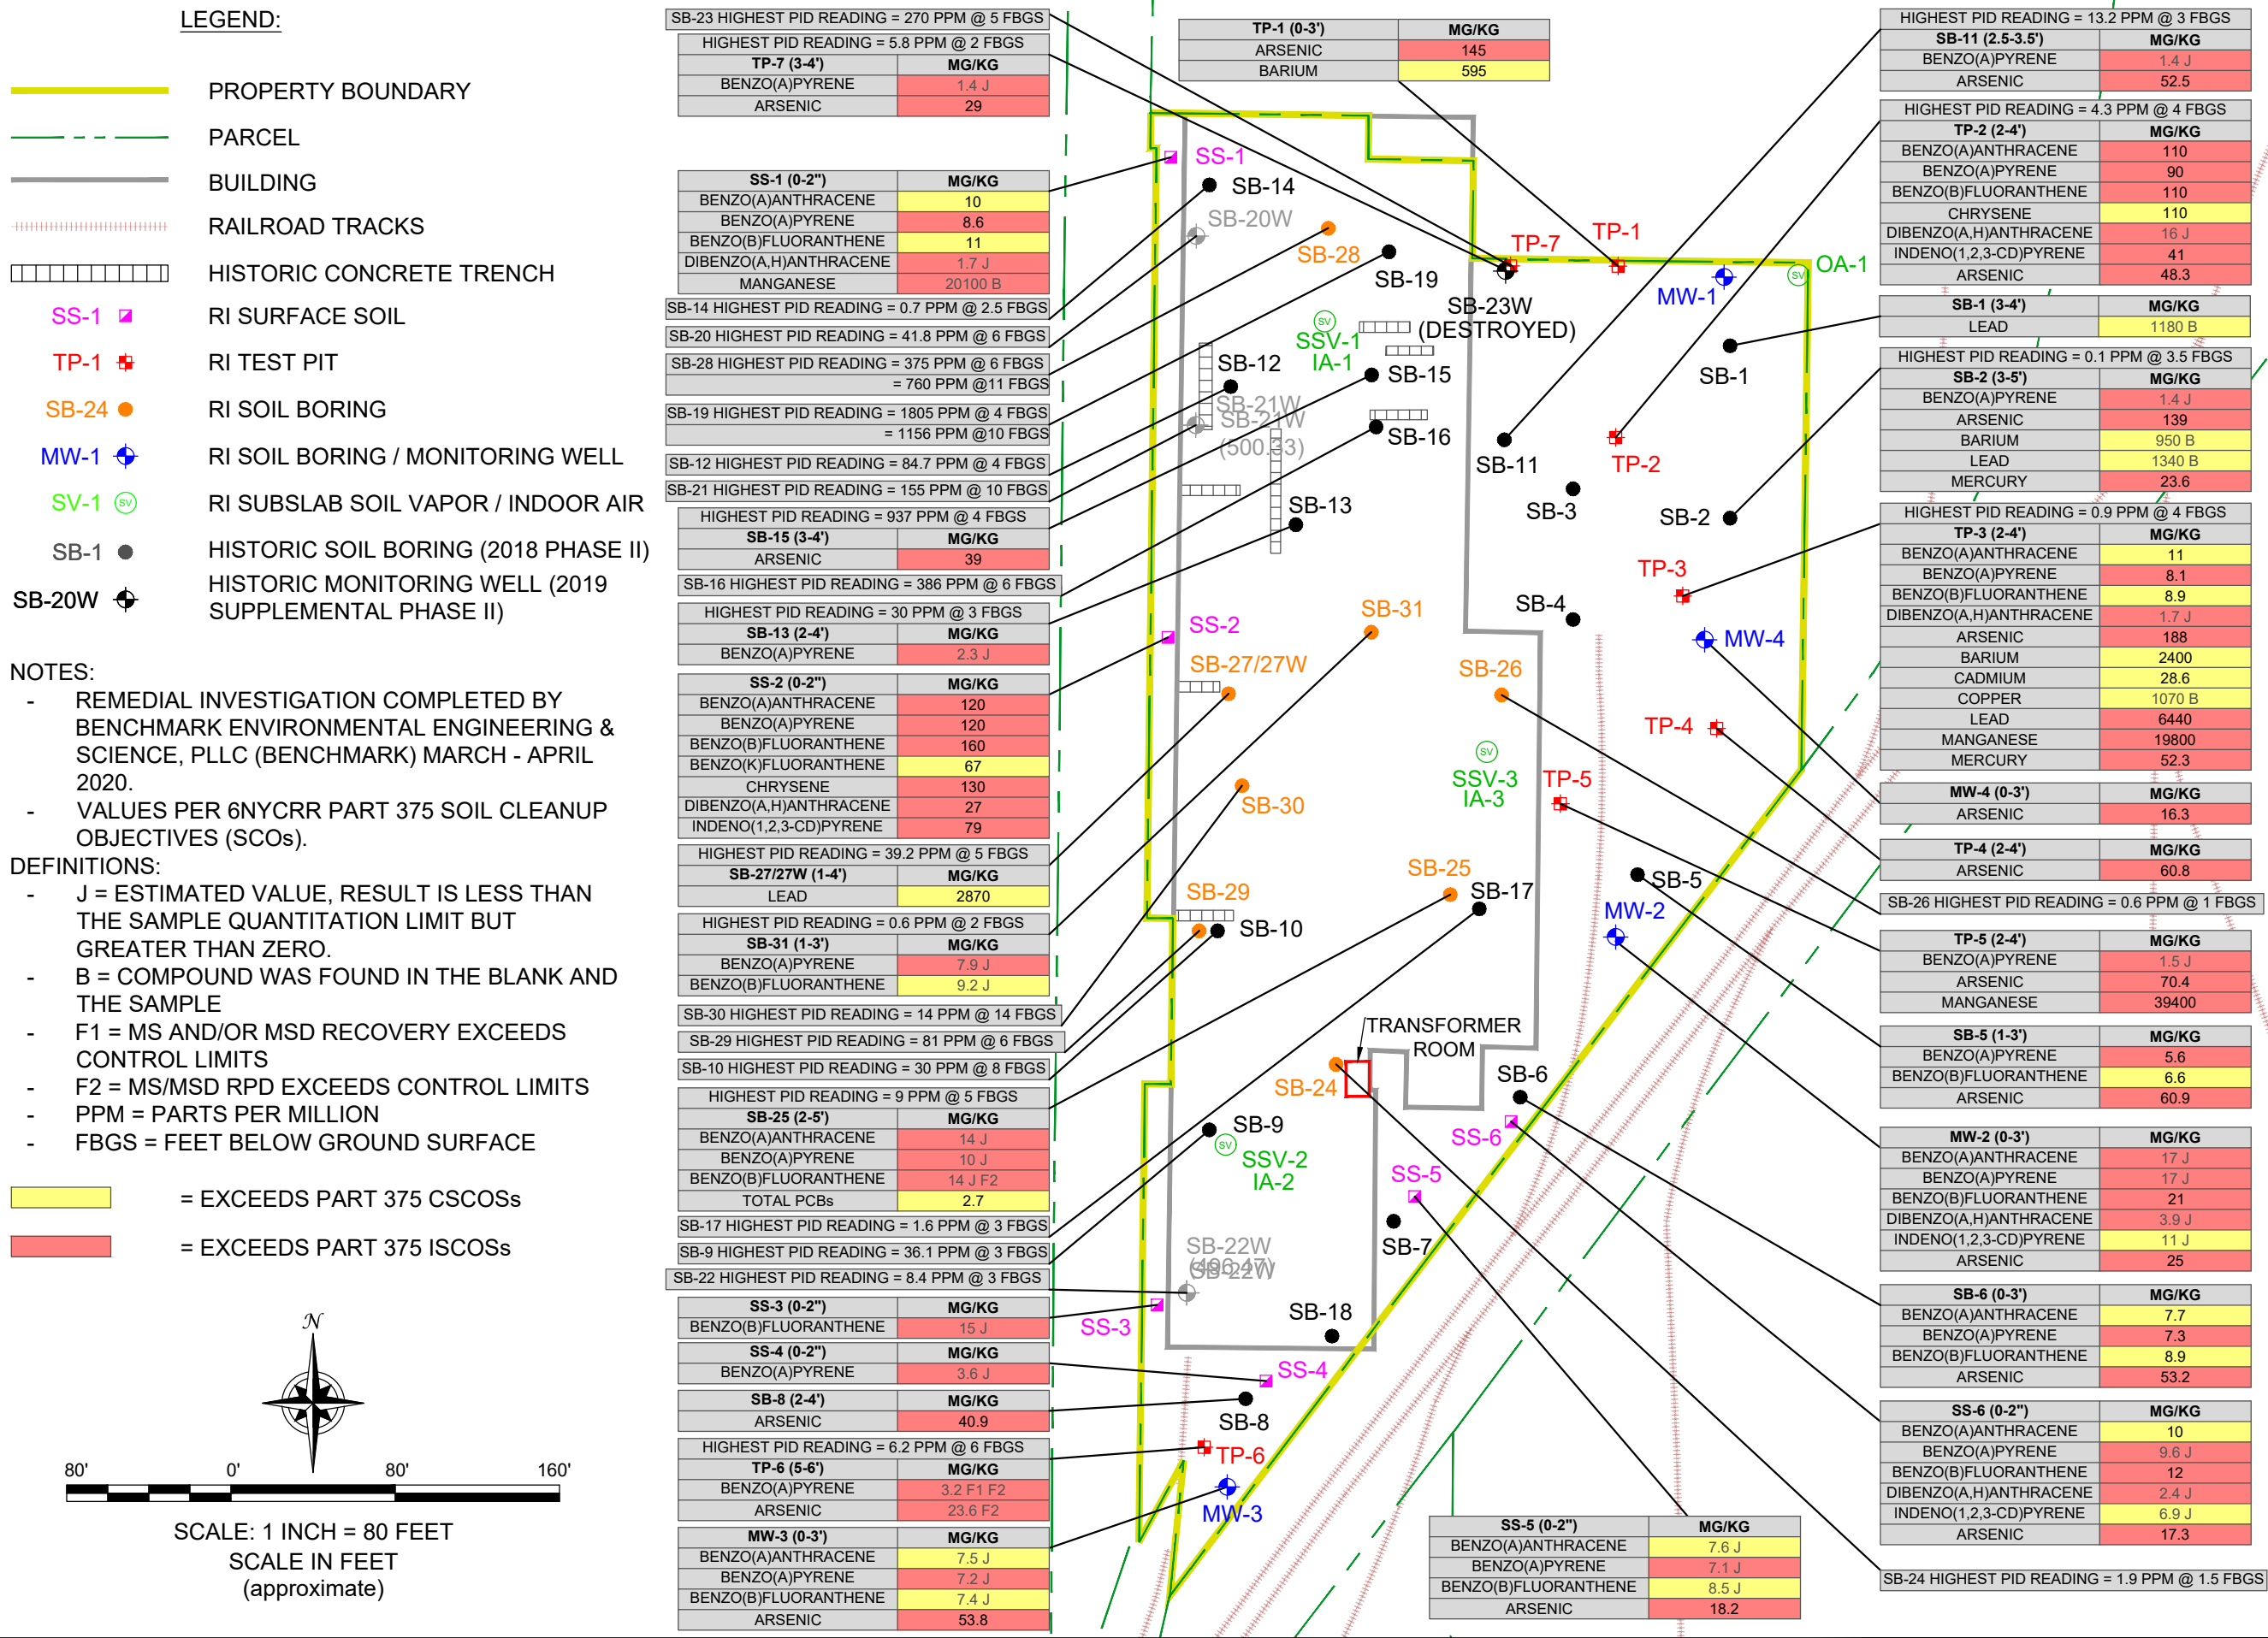 LEGEND:
PROPERTY BOUNDARY
PARCEL
BUILDING
RAILROAD TRACKS
HISTORIC CONCRETE TRENCH
SS-1 RI SURFACE SOIL
TP-1 RI TEST PIT
SB-24 RI SOIL BORING
MW-1 RI SOIL BORING / MONITORING WELL
SV-1 SV RI SUBSLAB SOIL VAPOR / INDOOR AIR
SB-1 HISTORIC SOIL BORING (2018 PHASE II)
SB-20W HISTORIC MONITORING WELL (2019
SUPPLEMENTAL PHASE II)
NOTES:
- REMEDIAL INVESTIGATION COMPLETED BY
BENCHMARK ENVIRONMENTAL ENGINEERING &
SCIENCE, PLLC (BENCHMARK) MARCH - APRIL
2020.
- VALUES PER 6NYCRR PART 375 SOIL CLEANUP
OBJECTIVES (SCOs).
DEFINITIONS:
- J = ESTIMATED VALUE, RESULT IS LESS THAN
THE SAMPLE QUANTITATION LIMIT BUT
GREATER THAN ZERO.
- B = COMPOUND WAS FOUND IN THE BLANK AND
THE SAMPLE
- F1 = MS AND/OR MSD RECOVERY EXCEEDS
CONTROL LIMITS
- F2 = MS/MSD RPD EXCEEDS CONTROL LIMITS
- PPM = PARTS PER MILLION
- FBGS = FEET BELOW GROUND SURFACE
= EXCEEDS PART 375 CSCOSs
= EXCEEDS PART 375 ISCOSs
N
80' 0' 80' 160'
SCALE: 1 INCH = 80 FEET
SCALE IN FEET
(approximate)
SB-23 HIGHEST PID READING = 270 PPM @ 5 FBGS
HIGHEST PID READING = 5.8 PPM @ 2 FBGS
TP-7 (3-4') MG/KG
BENZO(A)PYRENE 1.4 J
ARSENIC 29
SS-1 (0-2") MG/KG
BENZO(A)ANTHRACENE 10
BENZO(A)PYRENE 8.6
BENZO(B)FLUORANTHENE 11
DIBENZO(A,H)ANTHRACENE 1.7 J
MANGANESE 20100 B
SB-14 HIGHEST PID READING = 0.7 PPM @ 2.5 FBGS
SB-20 HIGHEST PID READING = 41.8 PPM @ 6 FBGS
SB-28 HIGHEST PID READING = 375 PPM @ 6 FBGS
= 760 PPM @11 FBGS
SB-19 HIGHEST PID READING = 1805 PPM @ 4 FBGS
= 1156 PPM @10 FBGS
SB-12 HIGHEST PID READING = 84.7 PPM @ 4 FBGS
SB-21 HIGHEST PID READING = 155 PPM @ 10 FBGS
HIGHEST PID READING = 937 PPM @ 4 FBGS
SB-15 (3-4') MG/KG
ARSENIC 39
SB-16 HIGHEST PID READING = 386 PPM @ 6 FBGS
HIGHEST PID READING = 30 PPM @ 3 FBGS
SB-13 (2-4') MG/KG
BENZO(A)PYRENE 2.3 J
SS-2 (0-2") MG/KG
BENZO(A)ANTHRACENE 120
BENZO(A)PYRENE 120
BENZO(B)FLUORANTHENE 160
BENZO(K)FLUORANTHENE 67
CHRYSENE 130
DIBENZO(A,H)ANTHRACENE 27
INDENO(1,2,3-CD)PYRENE 79
HIGHEST PID READING = 39.2 PPM @ 5 FBGS
SB-27/27W (1-4') MG/KG
LEAD 2870
HIGHEST PID READING = 0.6 PPM @ 2 FBGS
SB-31 (1-3') MG/KG
BENZO(A)PYRENE 7.9 J
BENZO(B)FLUORANTHENE 9.2 J
SB-30 HIGHEST PID READING = 14 PPM @ 14 FBGS
SB-29 HIGHEST PID READING = 81 PPM @ 6 FBGS
SB-10 HIGHEST PID READING = 30 PPM @ 8 FBGS
HIGHEST PID READING = 9 PPM @ 5 FBGS
SB-25 (2-5') MG/KG
BENZO(A)ANTHRACENE 14 J
BENZO(A)PYRENE 10 J
BENZO(B)FLUORANTHENE 14 J F2
TOTAL PCBs 2.7
SB-17 HIGHEST PID READING = 1.6 PPM @ 3 FBGS
SB-9 HIGHEST PID READING = 36.1 PPM @ 3 FBGS
SB-22 HIGHEST PID READING = 8.4 PPM @ 3 FBGS
SS-3 (0-2") MG/KG
BENZO(B)FLUORANTHENE 15 J
SS-4 (0-2") MG/KG
BENZO(A)PYRENE 3.6 J
SB-8 (2-4') MG/KG
ARSENIC 40.9
HIGHEST PID READING = 6.2 PPM @ 6 FBGS
TP-6 (5-6') MG/KG
BENZO(A)PYRENE 3.2 F1 F2
ARSENIC 23.6 F2
MW-3 (0-3') MG/KG
BENZO(A)ANTHRACENE 7.5 J
BENZO(A)PYRENE 7.2 J
BENZO(B)FLUORANTHENE 7.4 J
ARSENIC 53.8
TP-1 (0-3') MG/KG
ARSENIC 145
BARIUM 595
SS-1
SB-14
SB-20W
SB-28
SB-19
TP-7
TP-1
SV OA-1
MW-1
SB-23W
(DESTROYED)
SV
SSV-1
IA-1
SB-12
SB-15
SB-1
SB-21W
SB-21W
(500.33)
SB-16
SB-11
TP-2
SB-13
SB-3
SB-2
TP-3
SB-4
SB-31
SS-2
MW-4
SB-27/27W
SB-26
TP-4
SV
SSV-3
IA-3
TP-5
SB-30
SB-25
SB-5
SB-29
SB-17
MW-2
SB-10
TRANSFORMER
ROOM
SB-24
SB-6
SB-9
SS-6
SV
SSV-2
IA-2
SS-5
SB-7
SB-22W
(496.47)
SB-22W
SS-3
SB-18
SS-4
SB-8
TP-6
MW-3
SS-5 (0-2") MG/KG
BENZO(A)ANTHRACENE 7.6 J
BENZO(A)PYRENE 7.1 J
BENZO(B)FLUORANTHENE 8.5 J
ARSENIC 18.2
HIGHEST PID READING = 13.2 PPM @ 3 FBGS
SB-11 (2.5-3.5') MG/KG
BENZO(A)PYRENE 1.4 J
ARSENIC 52.5
HIGHEST PID READING = 4.3 PPM @ 4 FBGS
TP-2 (2-4') MG/KG
BENZO(A)ANTHRACENE 110
BENZO(A)PYRENE 90
BENZO(B)FLUORANTHENE 110
CHRYSENE 110
DIBENZO(A,H)ANTHRACENE 16 J
INDENO(1,2,3-CD)PYRENE 41
ARSENIC 48.3
SB-1 (3-4') MG/KG
LEAD 1180 B
HIGHEST PID READING = 0.1 PPM @ 3.5 FBGS
SB-2 (3-5') MG/KG
BENZO(A)PYRENE 1.4 J
ARSENIC 139
BARIUM 950 B
LEAD 1340 B
MERCURY 23.6
HIGHEST PID READING = 0.9 PPM @ 4 FBGS
TP-3 (2-4') MG/KG
BENZO(A)ANTHRACENE 11
BENZO(A)PYRENE 8.1
BENZO(B)FLUORANTHENE 8.9
DIBENZO(A,H)ANTHRACENE 1.7 J
ARSENIC 188
BARIUM 2400
CADMIUM 28.6
COPPER 1070 B
LEAD 6440
MANGANESE 19800
MERCURY 52.3
MW-4 (0-3') MG/KG
ARSENIC 16.3
TP-4 (2-4') MG/KG
ARSENIC 60.8
SB-26 HIGHEST PID READING = 0.6 PPM @ 1 FBGS
TP-5 (2-4') MG/KG
BENZO(A)PYRENE 1.5 J
ARSENIC 70.4
MANGANESE 39400
SB-5 (1-3') MG/KG
BENZO(A)PYRENE 5.6
BENZO(B)FLUORANTHENE 6.6
ARSENIC 60.9
MW-2 (0-3') MG/KG
BENZO(A)ANTHRACENE 17 J
BENZO(A)PYRENE 17 J
BENZO(B)FLUORANTHENE 21
DIBENZO(A,H)ANTHRACENE 3.9 J
INDENO(1,2,3-CD)PYRENE 11 J
ARSENIC 25
SB-6 (0-3') MG/KG
BENZO(A)ANTHRACENE 7.7
BENZO(A)PYRENE 7.3
BENZO(B)FLUORANTHENE 8.9
ARSENIC 53.2
SS-6 (0-2") MG/KG
BENZO(A)ANTHRACENE 10
BENZO(A)PYRENE 9.6 J
BENZO(B)FLUORANTHENE 12
DIBENZO(A,H)ANTHRACENE 2.4 J
INDENO(1,2,3-CD)PYRENE 6.9 J
ARSENIC 17.3
SB-24 HIGHEST PID READING = 1.9 PPM @ 1.5 FBGS